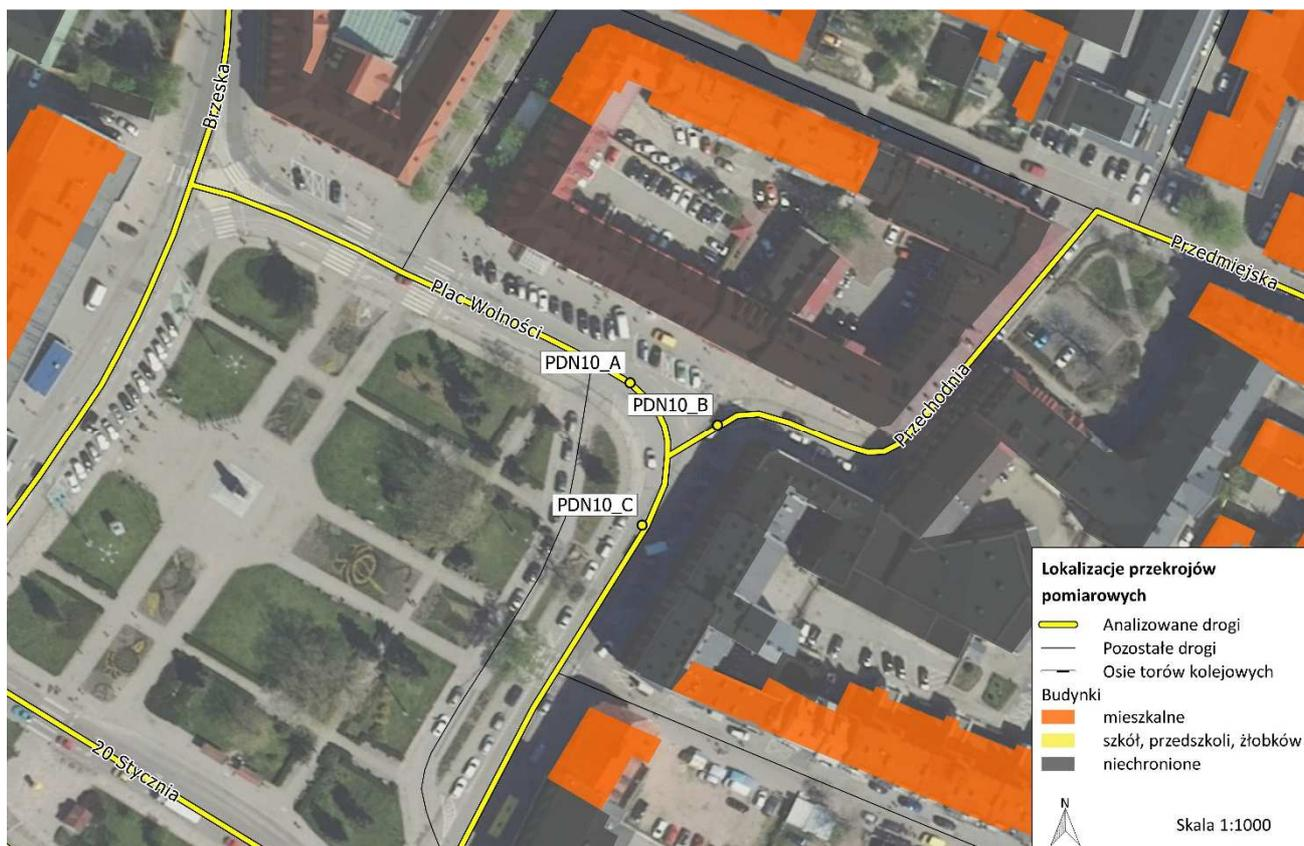 Brzeska
Plac Wolności
PDN10_A
PDN10_B
Przechodnia
Przedmiejska
PDN10_C
20 Stycznia
Lokalizacje przekrojów
pomiarowych
Analizowane drogi
Pozostałe drogi
Osie torów kolejowych
Budynki
mieszkalne
szkół, przedszkoli, żłobków
niechronione
N
Skala 1:1000